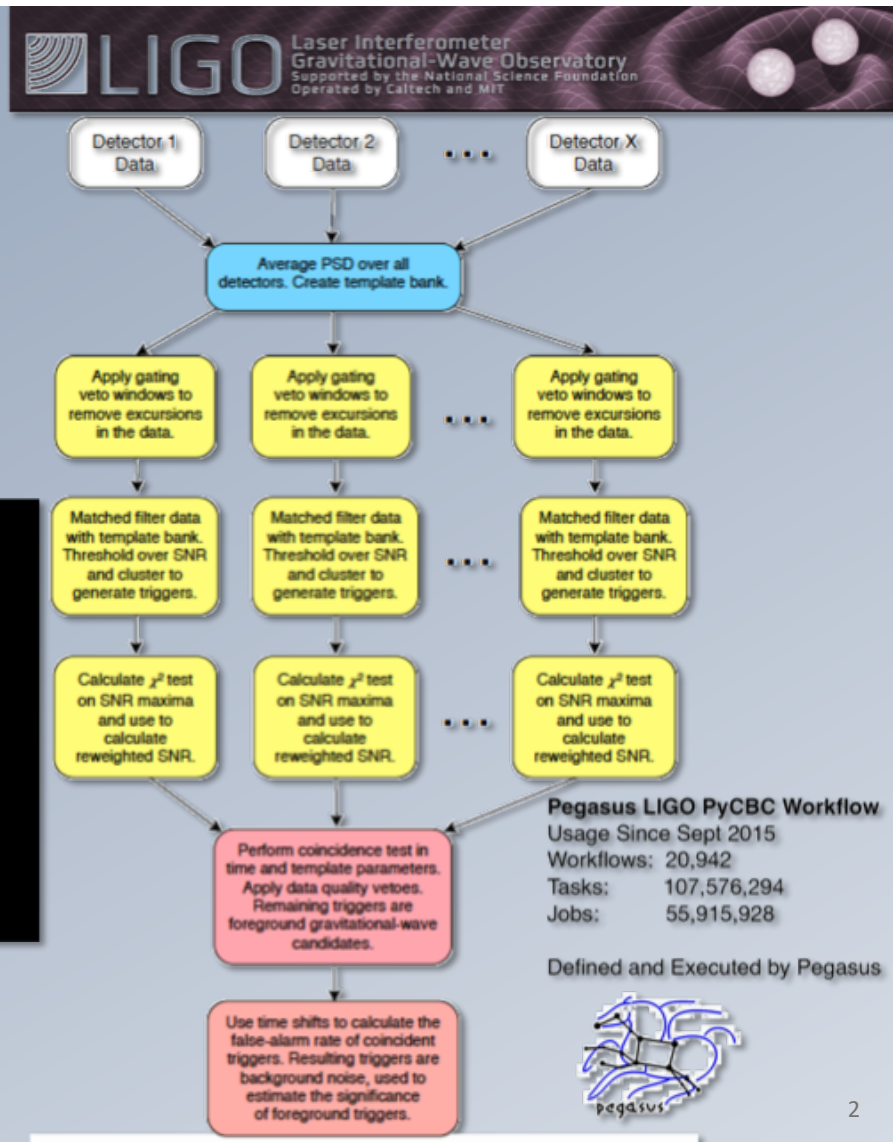 LIGO
Laser Interferometer
Gravitational-Wave Observatory
Supported by the National Science Foundation
Operated by Caltech and MIT
Detector 1
Data
Detector 2
Data
...
Detector X
Data
Average PSD over all
detectors. Create template bank.
Apply gating
veto windows to
remove excursions
in the data.
Apply gating
veto windows to
remove excursions
in the data.
...
Apply gating
veto windows to
remove excursions
in the data.
Matched filter data
with template bank.
Threshold over SNR
and cluster to
generate triggers.
Matched filter data
with template bank.
Threshold over SNR
and cluster to
generate triggers.
...
Matched filter data
with template bank.
Threshold over SNR
and cluster to
generate triggers.
Calculate χ² test
on SNR maxima
and use to
calculate
reweighted SNR.
Calculate χ² test
on SNR maxima
and use to
calculate
reweighted SNR.
...
Calculate χ² test
on SNR maxima
and use to
calculate
reweighted SNR.
Perform coincidence test in
time and template parameters.
Apply data quality vetoes.
Remaining triggers are
foreground gravitational-wave
candidates.
Use time shifts to calculate the
false-alarm rate of coincident
triggers. Resulting triggers are
background noise, used to
estimate the significance
of foreground triggers.
Pegasus LIGO PyCBC Workflow
Usage Since Sept 2015
Workflows: 20,942
Tasks: 107,576,294
Jobs: 55,915,928
Defined and Executed by Pegasus
pegasus
2